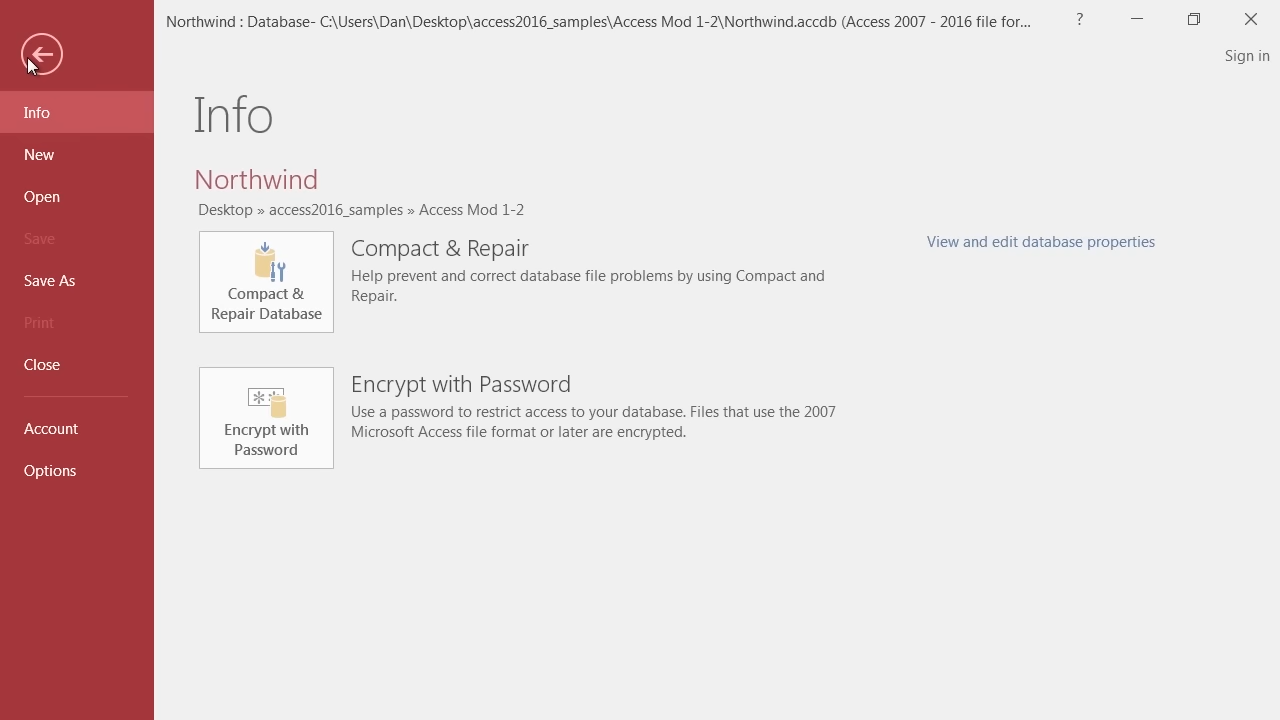 Northwind : Database- C:\Users\Dan\Desktop\access2016_samples\Access Mod 1-2\Northwind.accdb (Access 2007 - 2016 file for...
?
Sign in
Info
New
Open
Save
Save As
Print
Close
Account
Options
Info
Northwind
Desktop » access2016_samples » Access Mod 1-2
Compact &
Repair Database
Compact & Repair
Help prevent and correct database file problems by using Compact and
Repair.
View and edit database properties
Encrypt with
Password
Encrypt with Password
Use a password to restrict access to your database. Files that use the 2007
Microsoft Access file format or later are encrypted.